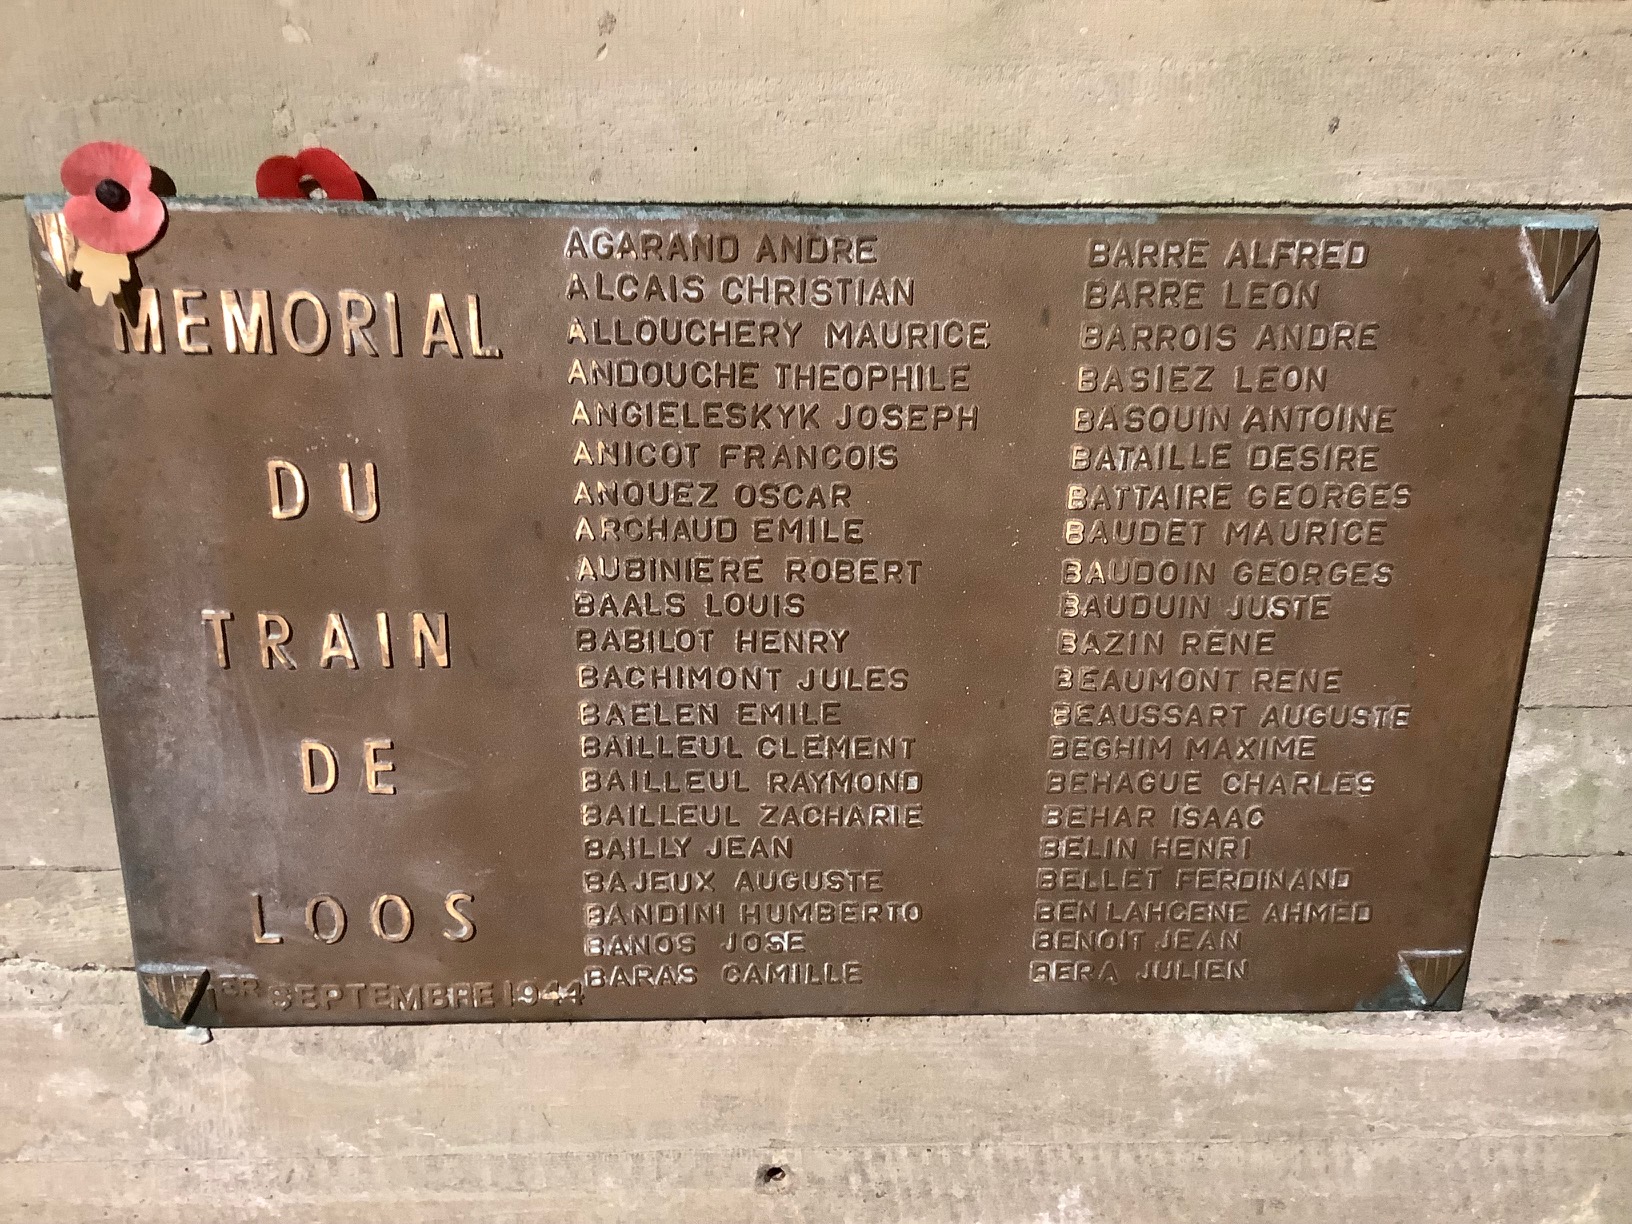 MEMORIAL
DU
TRAIN
DE
LOOS
1ER SEPTEMBRE 1944
AGARAND ANDRE
ALCAIS CHRISTIAN
ALLOUCHERY MAURICE
ANDOUCHE THEOPHILE
ANGIELESKYK JOSEPH
ANICOT FRANCOIS
ANQUEZ OSCAR
ARCHAUD EMILE
AUBINIERE ROBERT
BAALS LOUIS
BABILOT HENRY
BACHIMONT JULES
BAELEN EMILE
BAILLEUL CLEMENT
BAILLEUL RAYMOND
BAILLEUL ZACHARIE
BAILLY JEAN
BAJEUX AUGUSTE
BANDINI HUMBERTO
BANOS JOSE
BARAS CAMILLE
BARRE ALFRED
BARRE LEON
BARROIS ANDRE
BASIEZ LEON
BASQUIN ANTOINE
BATAILLE DESIRE
BATTAIRE GEORGES
BAUDET MAURICE
BAUDOIN GEORGES
BAUDUIN JUSTE
BAZIN RENE
BEAUMONT RENE
BEAUSSART AUGUSTE
BEGHIM MAXIME
BEHAGUE CHARLES
BEHAR ISAAC
BELIN HENRI
BELLET FERDINAND
BEN LAHCENE AHMED
BENOIT JEAN
BERA JULIEN